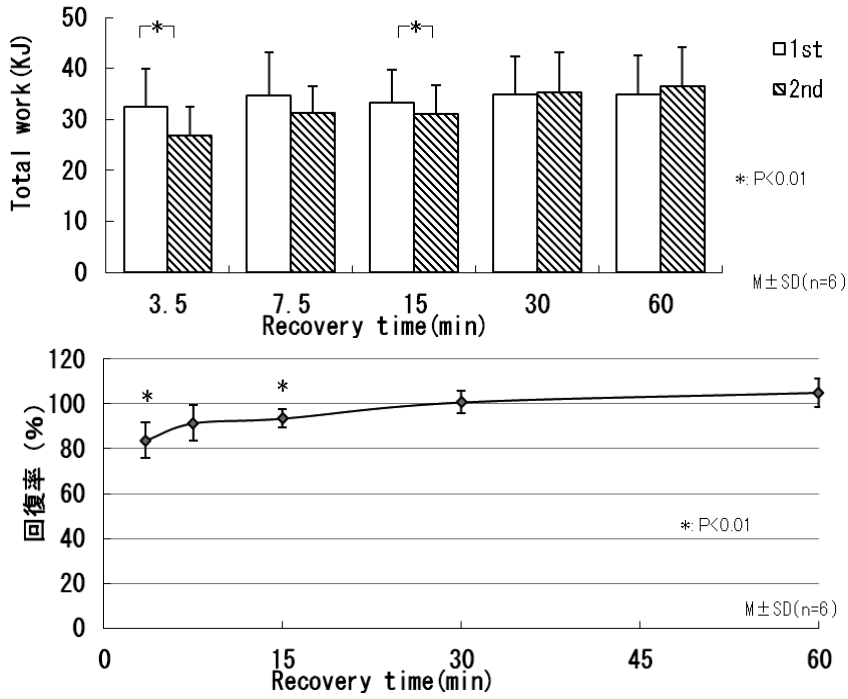 Total work(KJ)
50
40
30
20
10
0
*
*
□1st
▨2nd
*: P<0.01
M±SD(n=6)
3.5 7.5 15 30 60
Recovery time(min)
回復率 (%)
120
100
80
60
40
20
0
*
*
*: P<0.01
M±SD(n=6)
0 15 30 45 60
Recovery time(min)